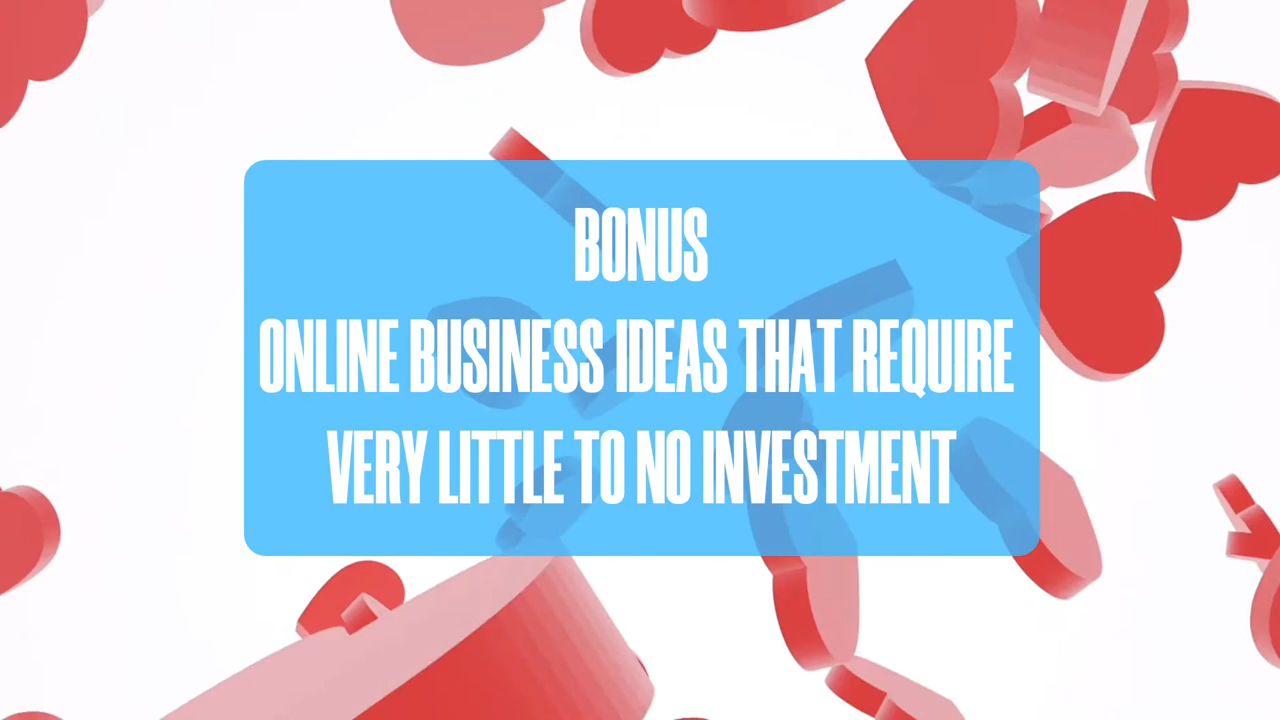 BONUS
ONLINE BUSINESS IDEAS THAT REQUIRE
VERY LITTLE TO NO INVESTMENT